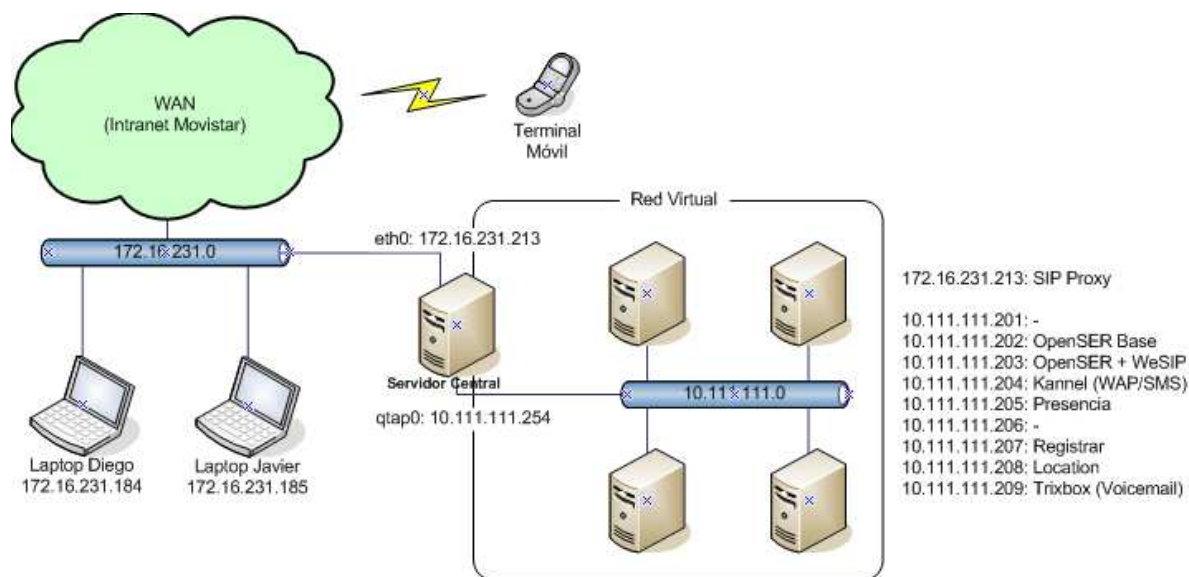 WAN
(Intranet Movistar)
Terminal
Móvil
172.16.231.0
Laptop Diego
172.16.231.184
Laptop Javier
172.16.231.185
Red Virtual
eth0: 172.16.231.213
Servidor Central
qtap0: 10.111.111.254
10.111.111.0
172.16.231.213: SIP Proxy
10.111.111.201: -
10.111.111.202: OpenSER Base
10.111.111.203: OpenSER + WeSIP
10.111.111.204: Kannel (WAP/SMS)
10.111.111.205: Presencia
10.111.111.206: -
10.111.111.207: Registrar
10.111.111.208: Location
10.111.111.209: Trixbox (Voicemail)